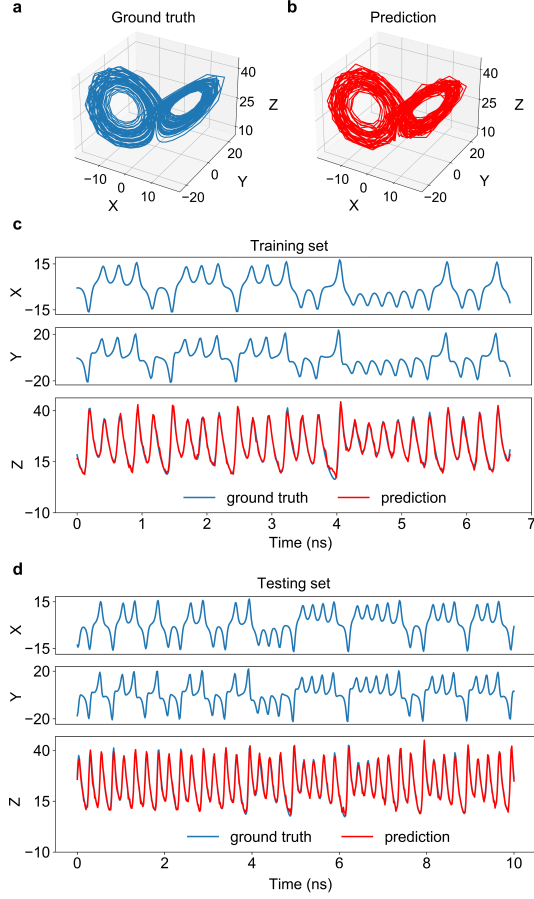 a
Ground truth
40
25
10
Z
20
0
−20
Y
−10
0
10
X
b
Prediction
40
25
10
Z
20
0
−20
Y
−10
0
10
X
c
Training set
15
−15
X
20
−20
Y
40
15
−10
Z
ground truth
prediction
0 1 2 3 4 5 6 7
Time (ns)
d
Testing set
15
−15
X
20
−20
Y
40
15
−10
Z
ground truth
prediction
0 2 4 6 8 10
Time (ns)